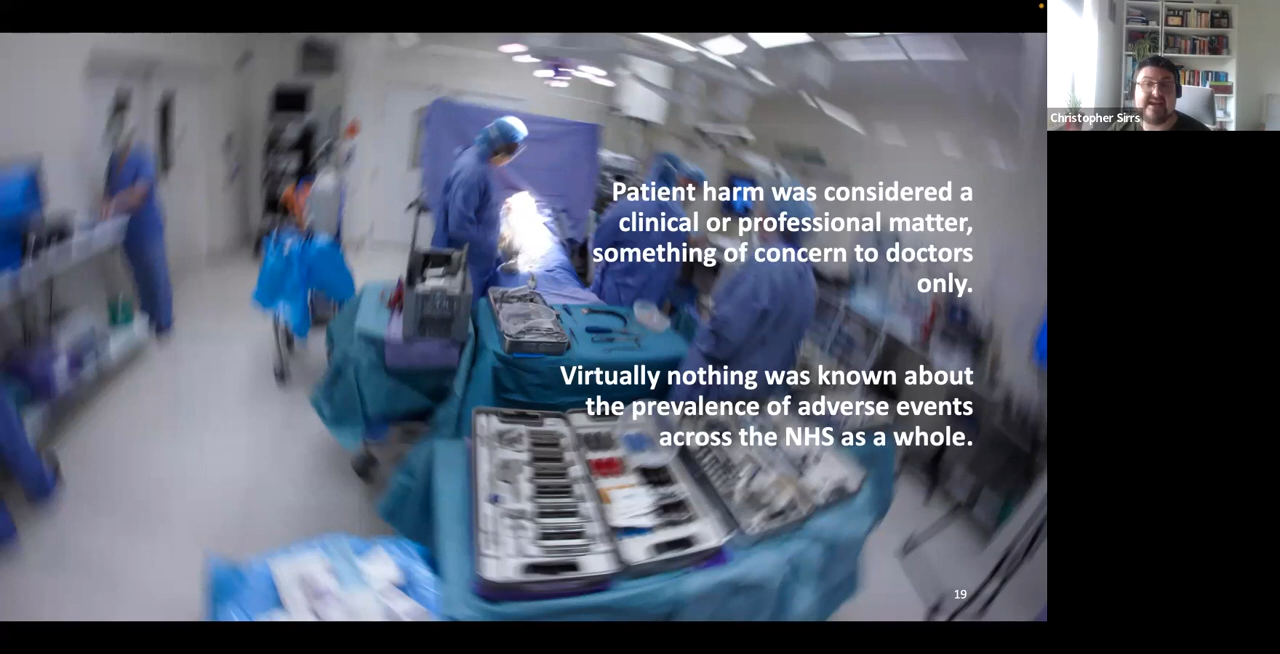 Patient harm was considered a
clinical or professional matter,
something of concern to doctors
only.
Virtually nothing was known about
the prevalence of adverse events
across the NHS as a whole.
19
Christopher Sirrs